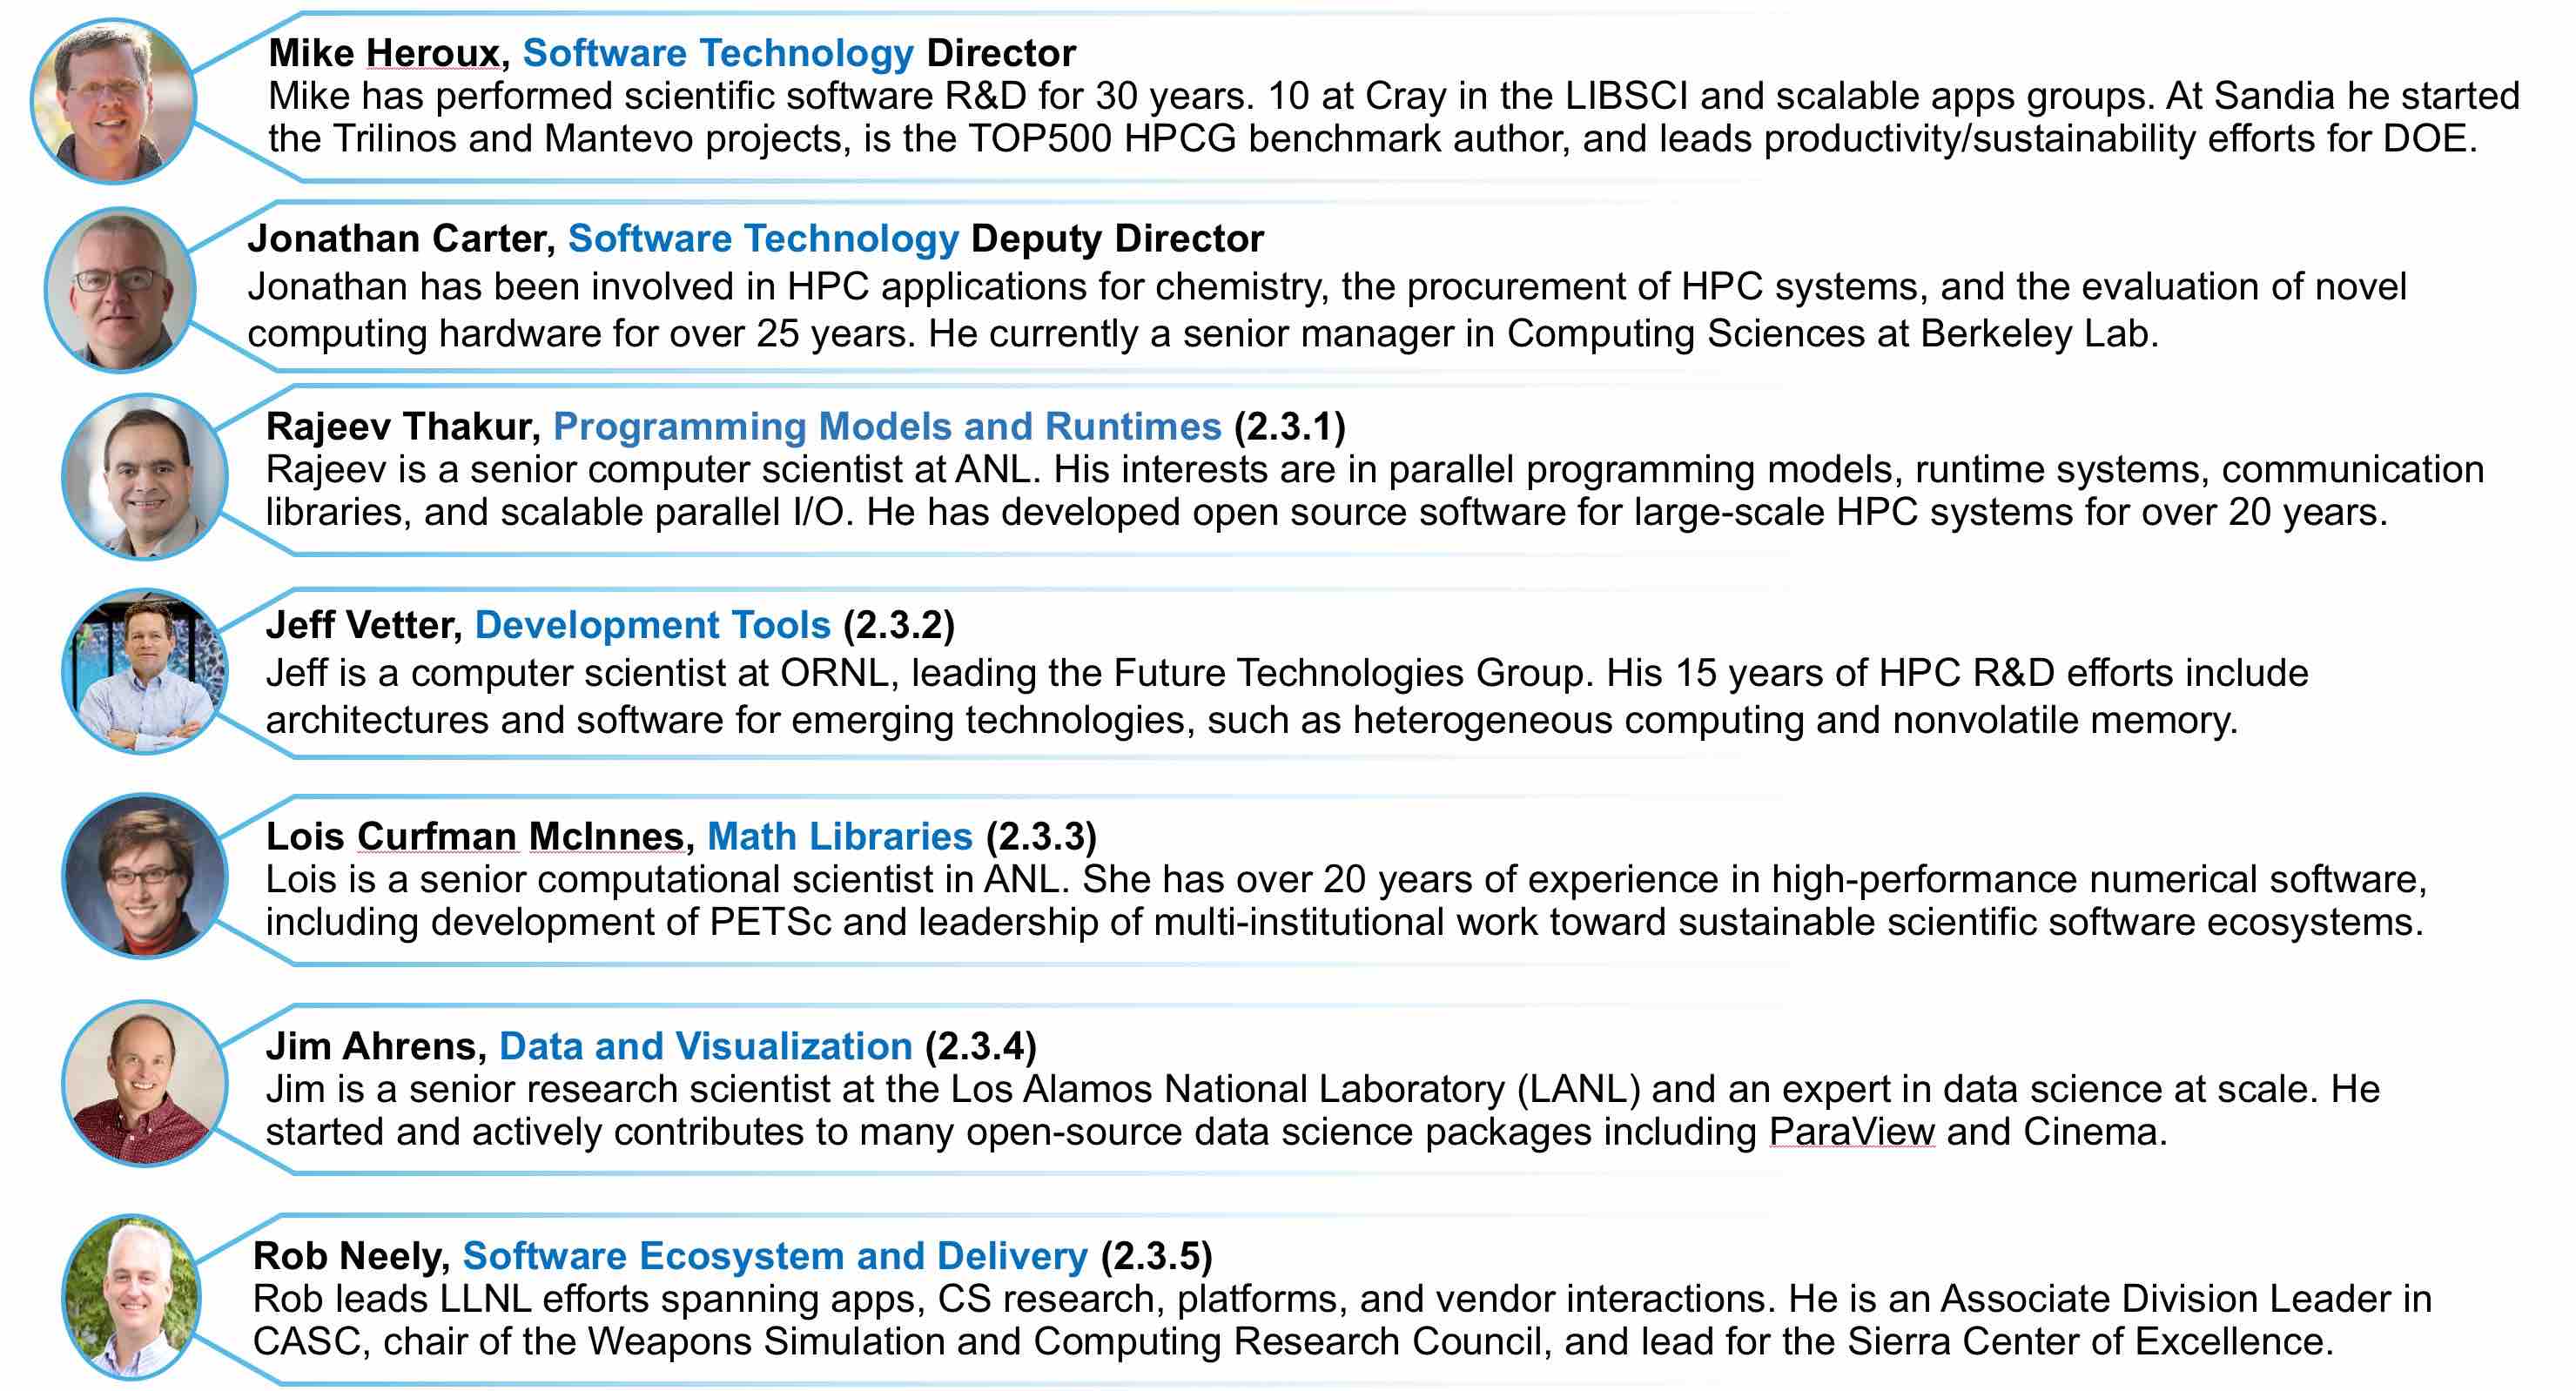 Mike Heroux, Software Technology Director
Mike has performed scientific software R&D for 30 years. 10 at Cray in the LIBSCI and scalable apps groups. At Sandia he started
the Trilinos and Mantevo projects, is the TOP500 HPCG benchmark author, and leads productivity/sustainability efforts for DOE.
Jonathan Carter, Software Technology Deputy Director
Jonathan has been involved in HPC applications for chemistry, the procurement of HPC systems, and the evaluation of novel
computing hardware for over 25 years. He currently a senior manager in Computing Sciences at Berkeley Lab.
Rajeev Thakur, Programming Models and Runtimes (2.3.1)
Rajeev is a senior computer scientist at ANL. His interests are in parallel programming models, runtime systems, communication
libraries, and scalable parallel I/O. He has developed open source software for large-scale HPC systems for over 20 years.
Jeff Vetter, Development Tools (2.3.2)
Jeff is a computer scientist at ORNL, leading the Future Technologies Group. His 15 years of HPC R&D efforts include
architectures and software for emerging technologies, such as heterogeneous computing and nonvolatile memory.
Lois Curfman McInnes, Math Libraries (2.3.3)
Lois is a senior computational scientist in ANL. She has over 20 years of experience in high-performance numerical software,
including development of PETSc and leadership of multi-institutional work toward sustainable scientific software ecosystems.
Jim Ahrens, Data and Visualization (2.3.4)
Jim is a senior research scientist at the Los Alamos National Laboratory (LANL) and an expert in data science at scale. He
started and actively contributes to many open-source data science packages including ParaView and Cinema.
Rob Neely, Software Ecosystem and Delivery (2.3.5)
Rob leads LLNL efforts spanning apps, CS research, platforms, and vendor interactions. He is an Associate Division Leader in
CASC, chair of the Weapons Simulation and Computing Research Council, and lead for the Sierra Center of Excellence.